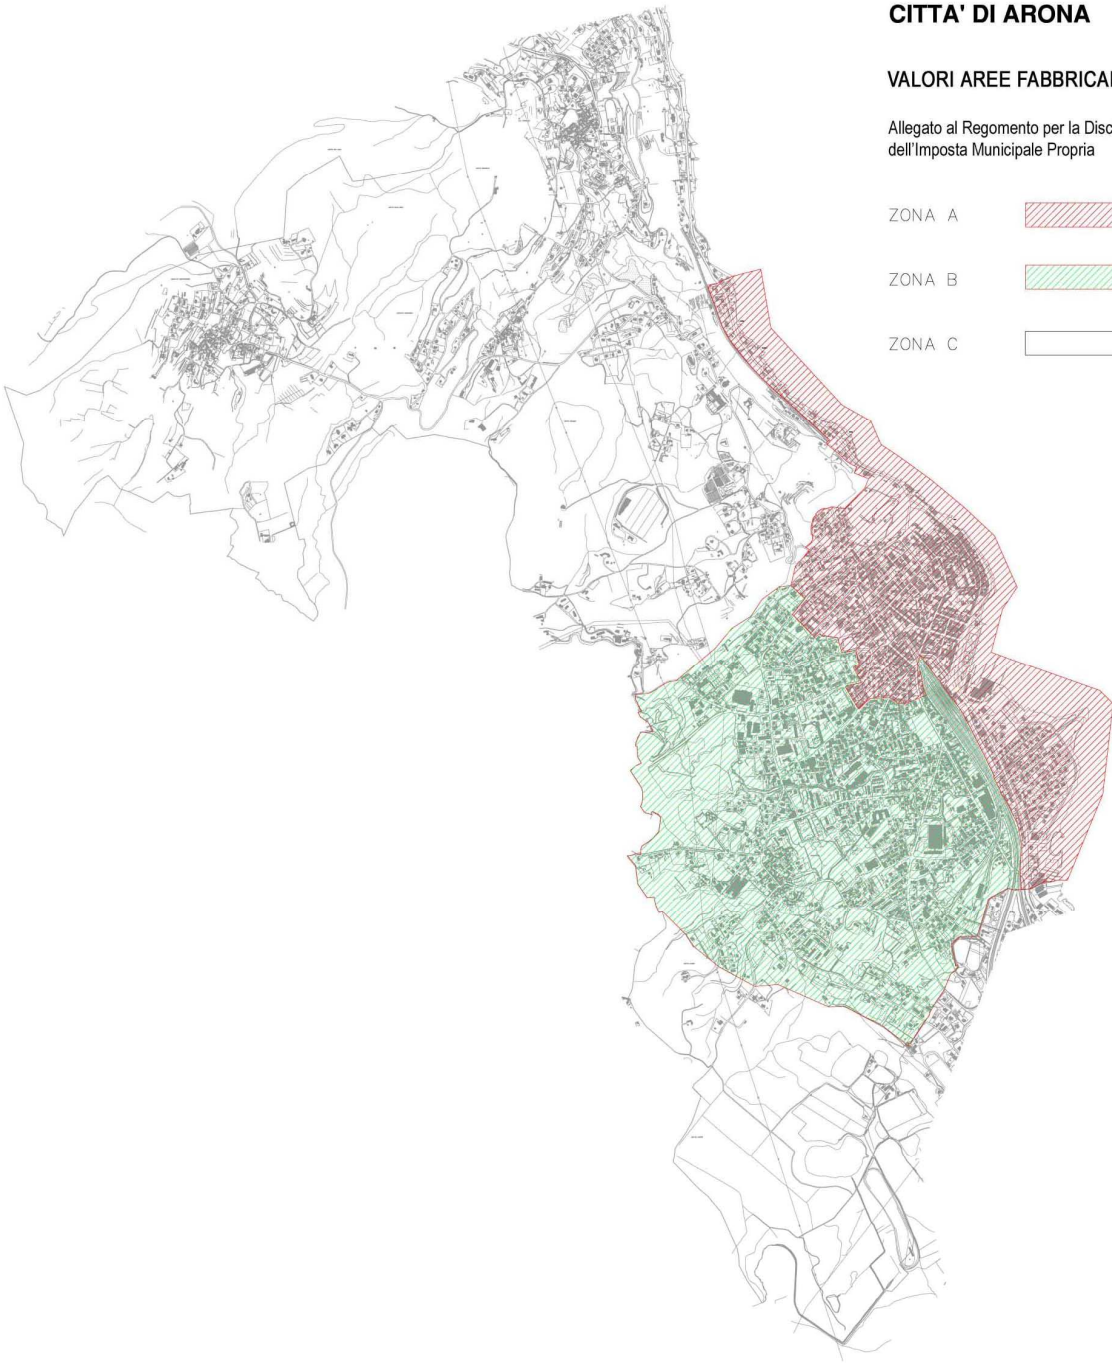 CITTA' DI ARONA
VALORI AREE FABBRICA
Allegato al Regomento per la Disc
dell'Imposta Municipale Propria
ZONA A
ZONA B
ZONA C